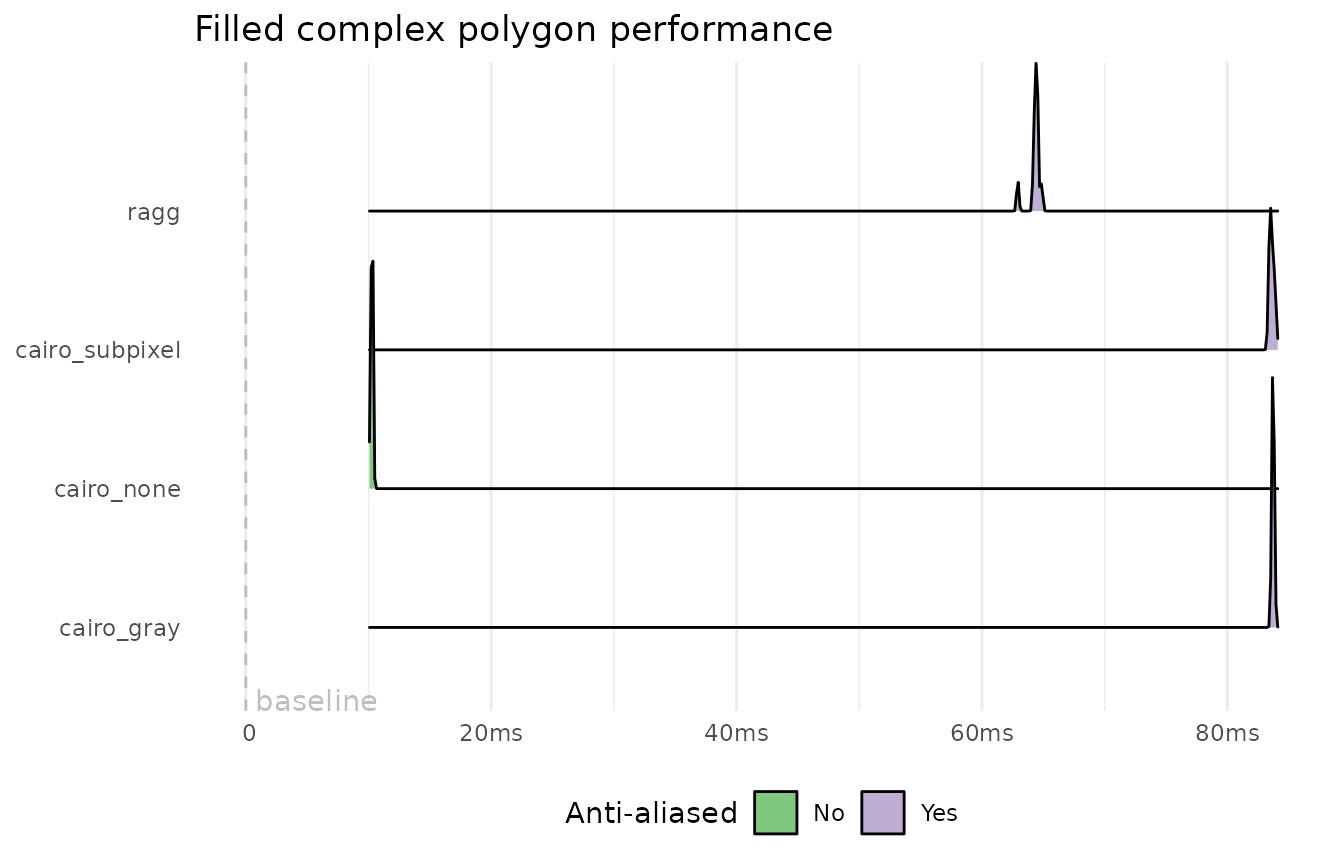 Filled complex polygon performance
ragg
cairo_subpixel
cairo_none
cairo_gray
baseline
0 20ms 40ms 60ms 80ms
Anti-aliased No Yes